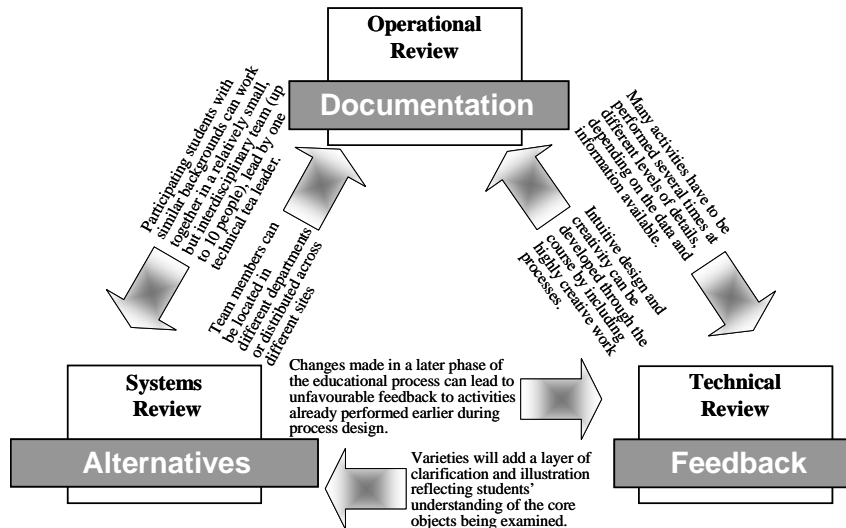 Operational
Review
Documentation
Participating students with
similar backgrounds can work
together in a relatively small,
but interdisciplinary team (up
to 10 people), lead by one
technical tea leader.
Many activities have to be
performed several times at
different levels of details,
depending on the data and
information available.
Team members can
be located in
different departments
or distributed across
different sites
Intuitive design and
creativity can be
developed through the
course by including
highly creative work
processes.
Systems
Review
Alternatives
Changes made in a later phase of
the educational process can lead to
unfavourable feedback to activities
already performed earlier during
process design.
Technical
Review
Feedback
Varieties will add a layer of
clarification and illustration
reflecting students’
understanding of the core
objects being examined.